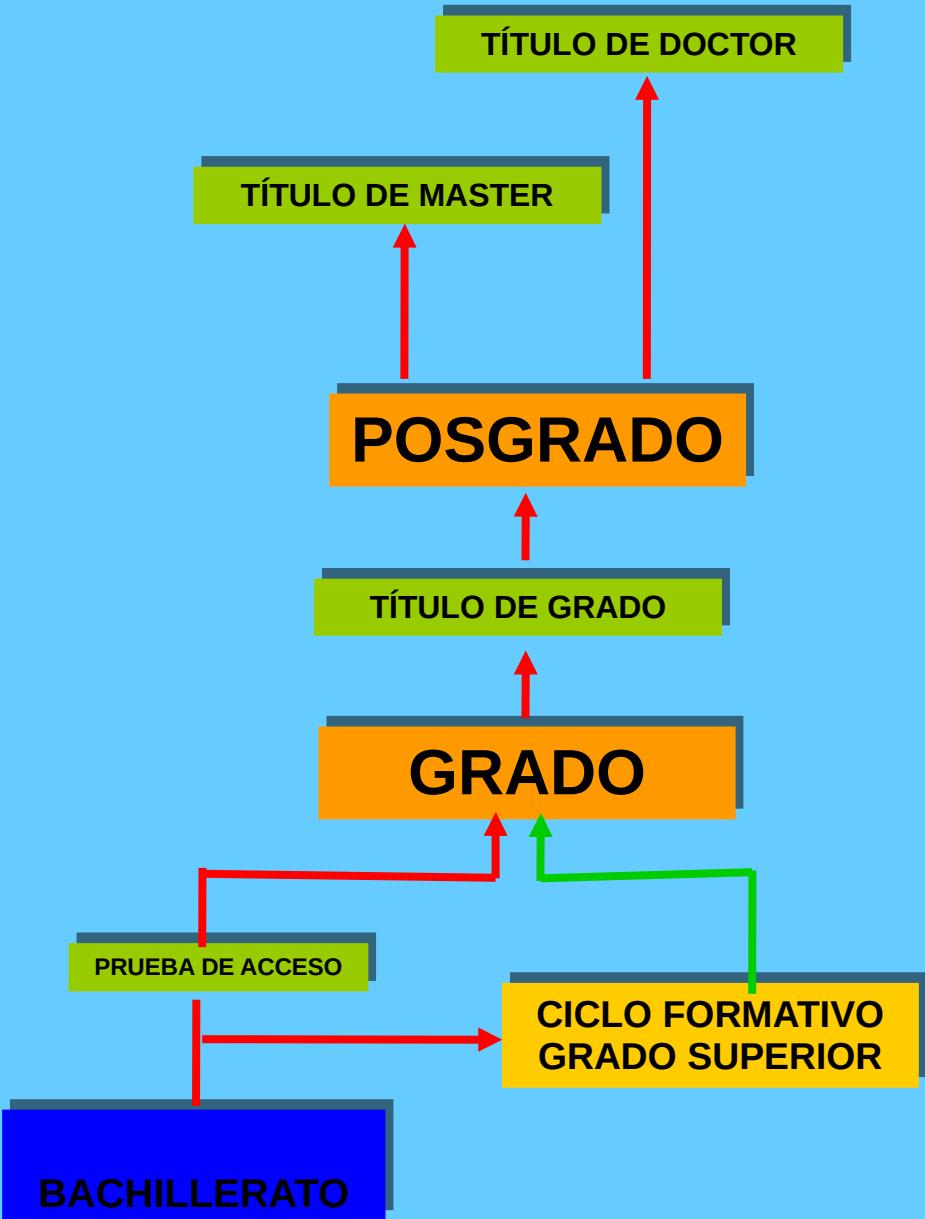 TÍTULO DE DOCTOR
TÍTULO DE MASTER
POSGRADO
TÍTULO DE GRADO
GRADO
PRUEBA DE ACCESO
CICLO FORMATIVO
GRADO SUPERIOR
BACHILLERATO